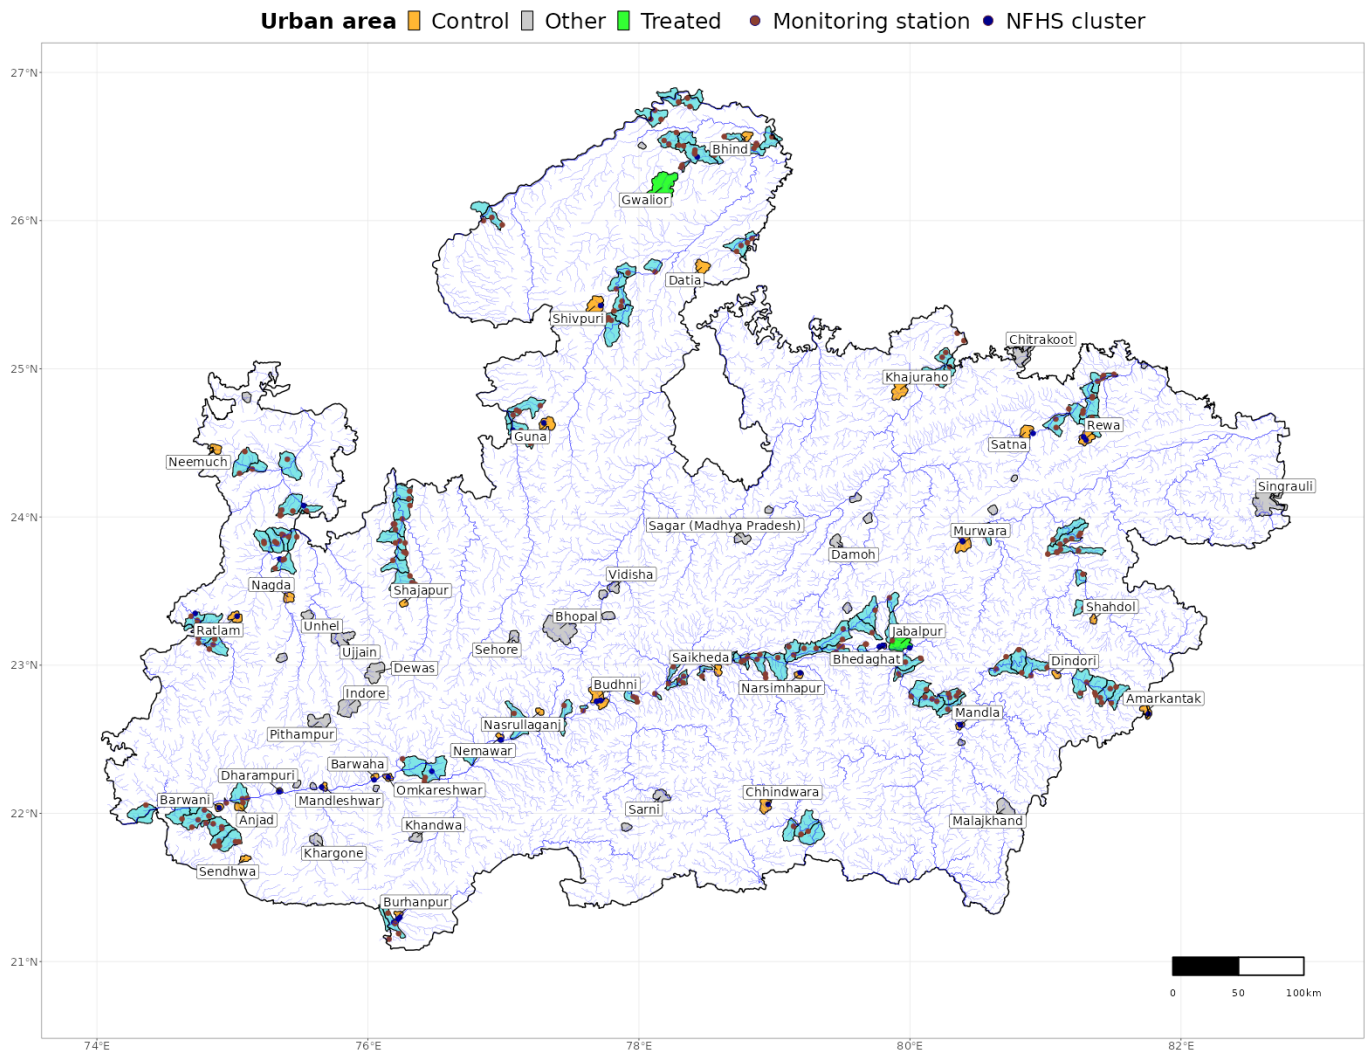 Urban area Control Other Treated Monitoring station NFHS cluster
27°N
26°N
25°N
24°N
23°N
22°N
21°N
Bhind
Gwalior
Datia
Shivpuri
Chitrakoot
Khajuraho
Guna
Rewa
Satna
Neemuch
Singrauli
Sagar (Madhya Pradesh)
Murwara
Damoh
Vidisha
Nagda
Shajapur
Shahdol
Bhopal
Unhel
Ratlam
Jabalpur
Sehore
Ujjain
Saikheda
Bhedaghat
Dewas
Dindori
Budhni
Narsimhapur
Indore
Amarkantak
Mandla
Nasrullaganj
Pithampur
Nemawar
Barwaha
Dharampuri
Omkareshwar
Chhindwara
Barwani
Mandleshwar
Sarni
Anjad
Khandwa
Malajkhand
Khargone
Sendhwa
Burhanpur
0 50 100km
74°E 76°E 78°E 80°E 82°E